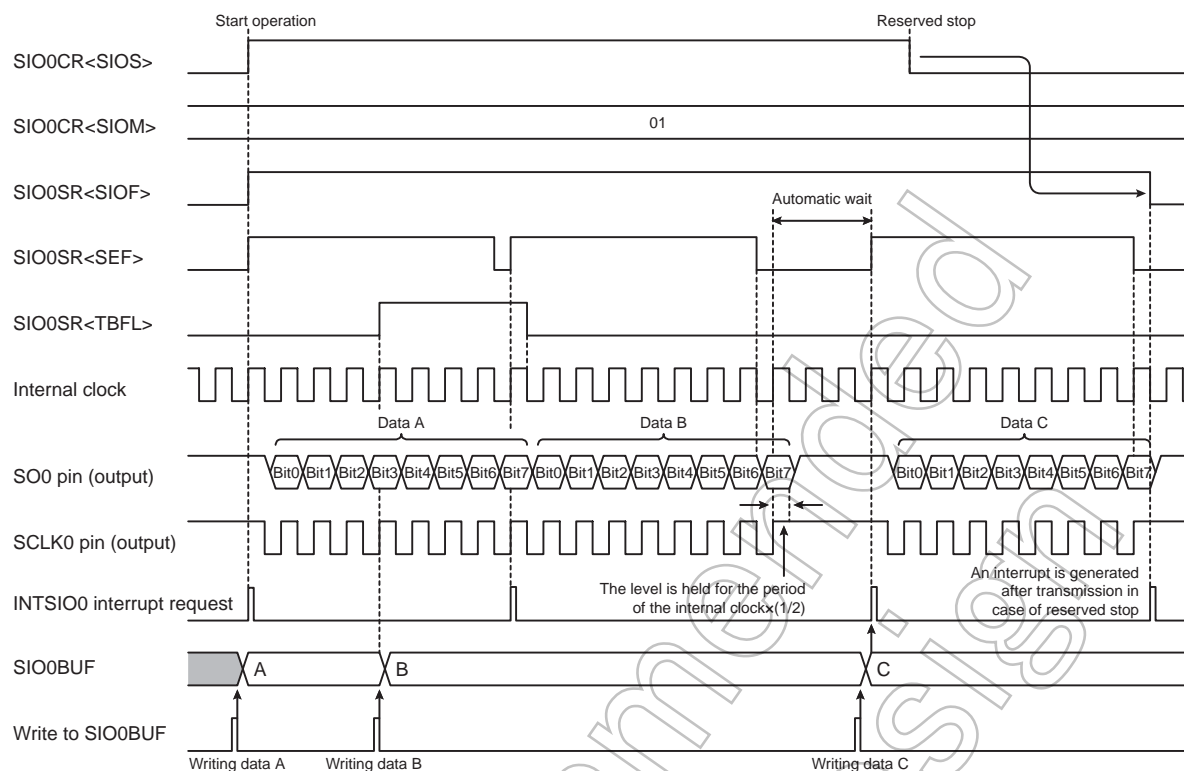 Start operation
Reserved stop
SIO0CR<SIOS>
SIO0CR<SIOM>
01
SIO0SR<SIOF>
Automatic wait
SIO0SR<SEF>
SIO0SR<TBFL>
Internal clock
Data A
Data B
Data C
SO0 pin (output)
Bit0 Bit1 Bit2 Bit3 Bit4 Bit5 Bit6 Bit7 Bit0 Bit1 Bit2 Bit3 Bit4 Bit5 Bit6 Bit7 Bit0 Bit1 Bit2 Bit3 Bit4 Bit5 Bit6 Bit7
SCLK0 pin (output)
The level is held for the period
of the internal clock×(1/2)
An interrupt is generated
after transmission in
case of reserved stop
INTSIO0 interrupt request
SIO0BUF
A
B
C
Write to SIO0BUF
Writing data A
Writing data B
Writing data C